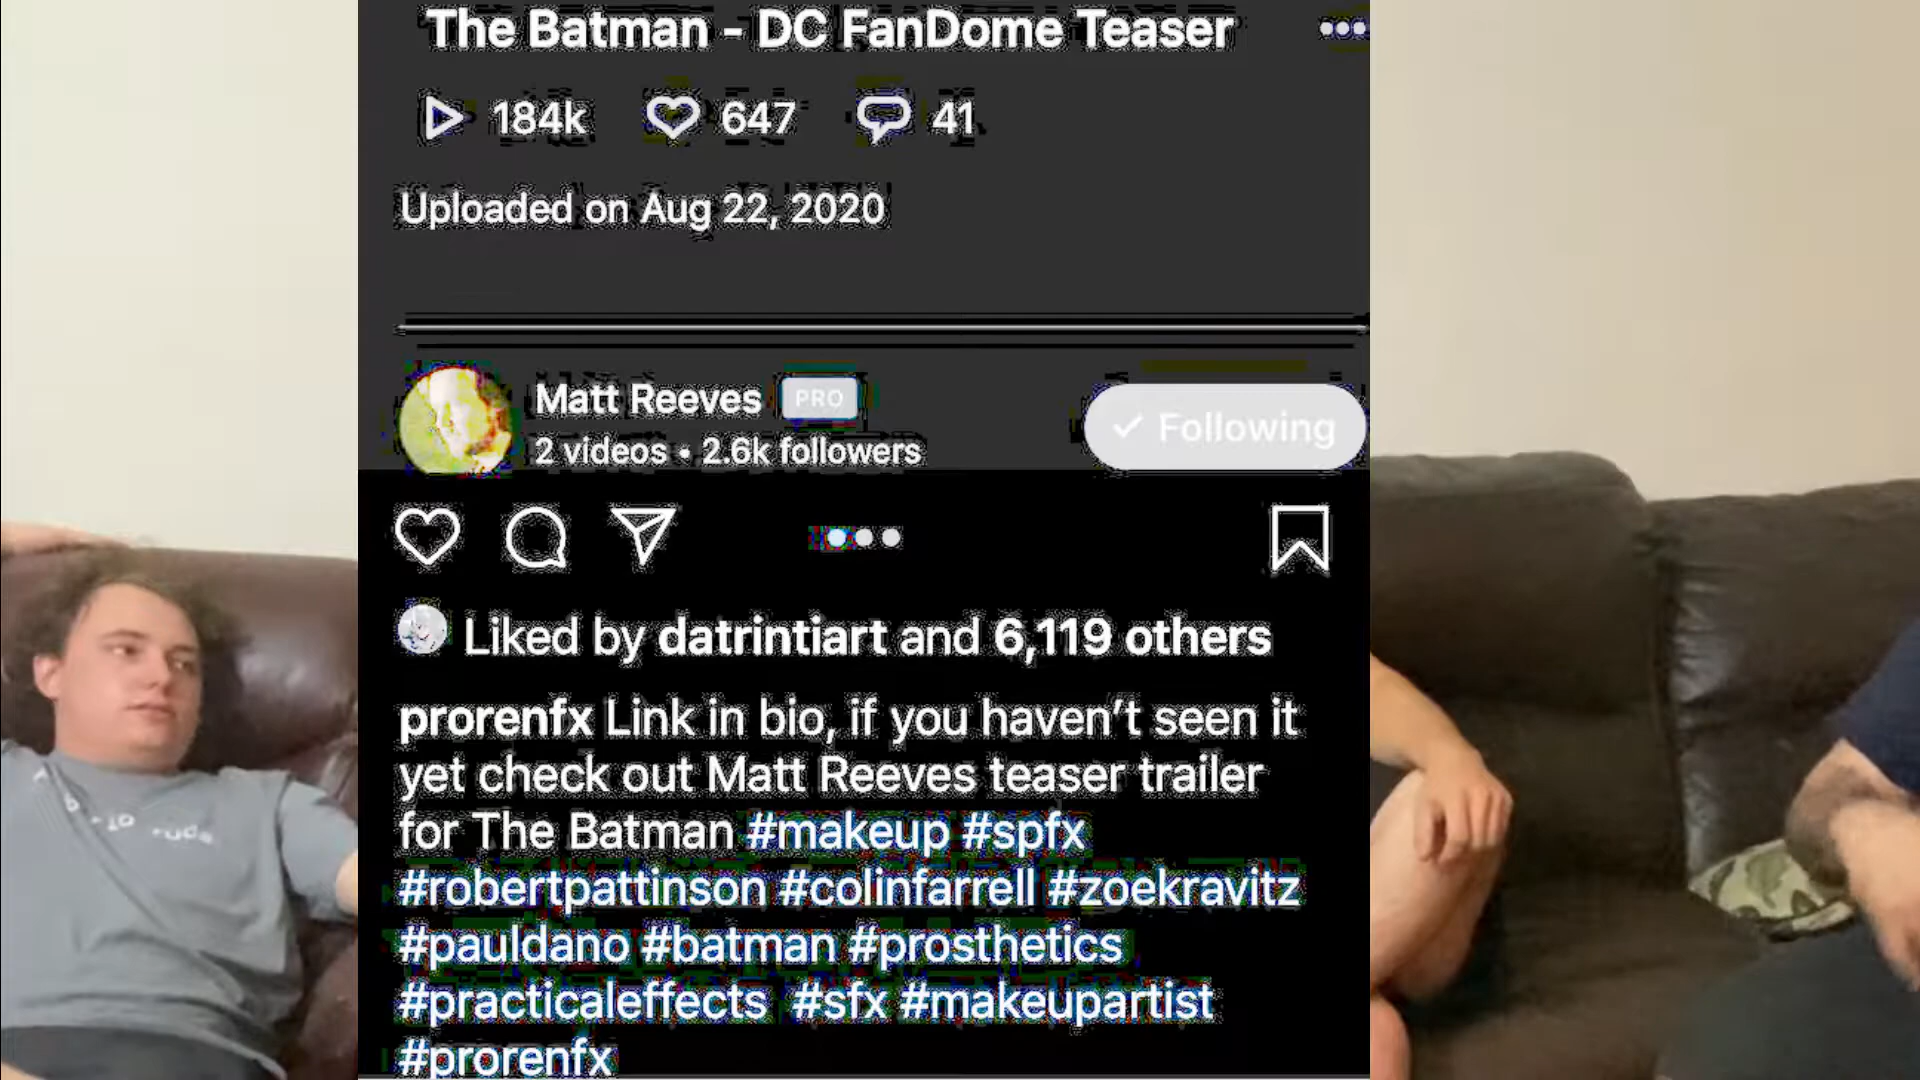 The Batman - DC FanDome Teaser
184k 647 41
Uploaded on Aug 22, 2020
Matt Reeves PRO
2 videos • 2.6k followers
Following
Liked by datrintiart and 6,119 others
prorenfx Link in bio, if you haven't seen it
yet check out Matt Reeves teaser trailer
for The Batman #makeup #spfx
#robertpattinson #colinfarrell #zoekravitz
#pauldano #batman #prosthetics
#practicaleffects #sfx #makeupartist
#prorenfx